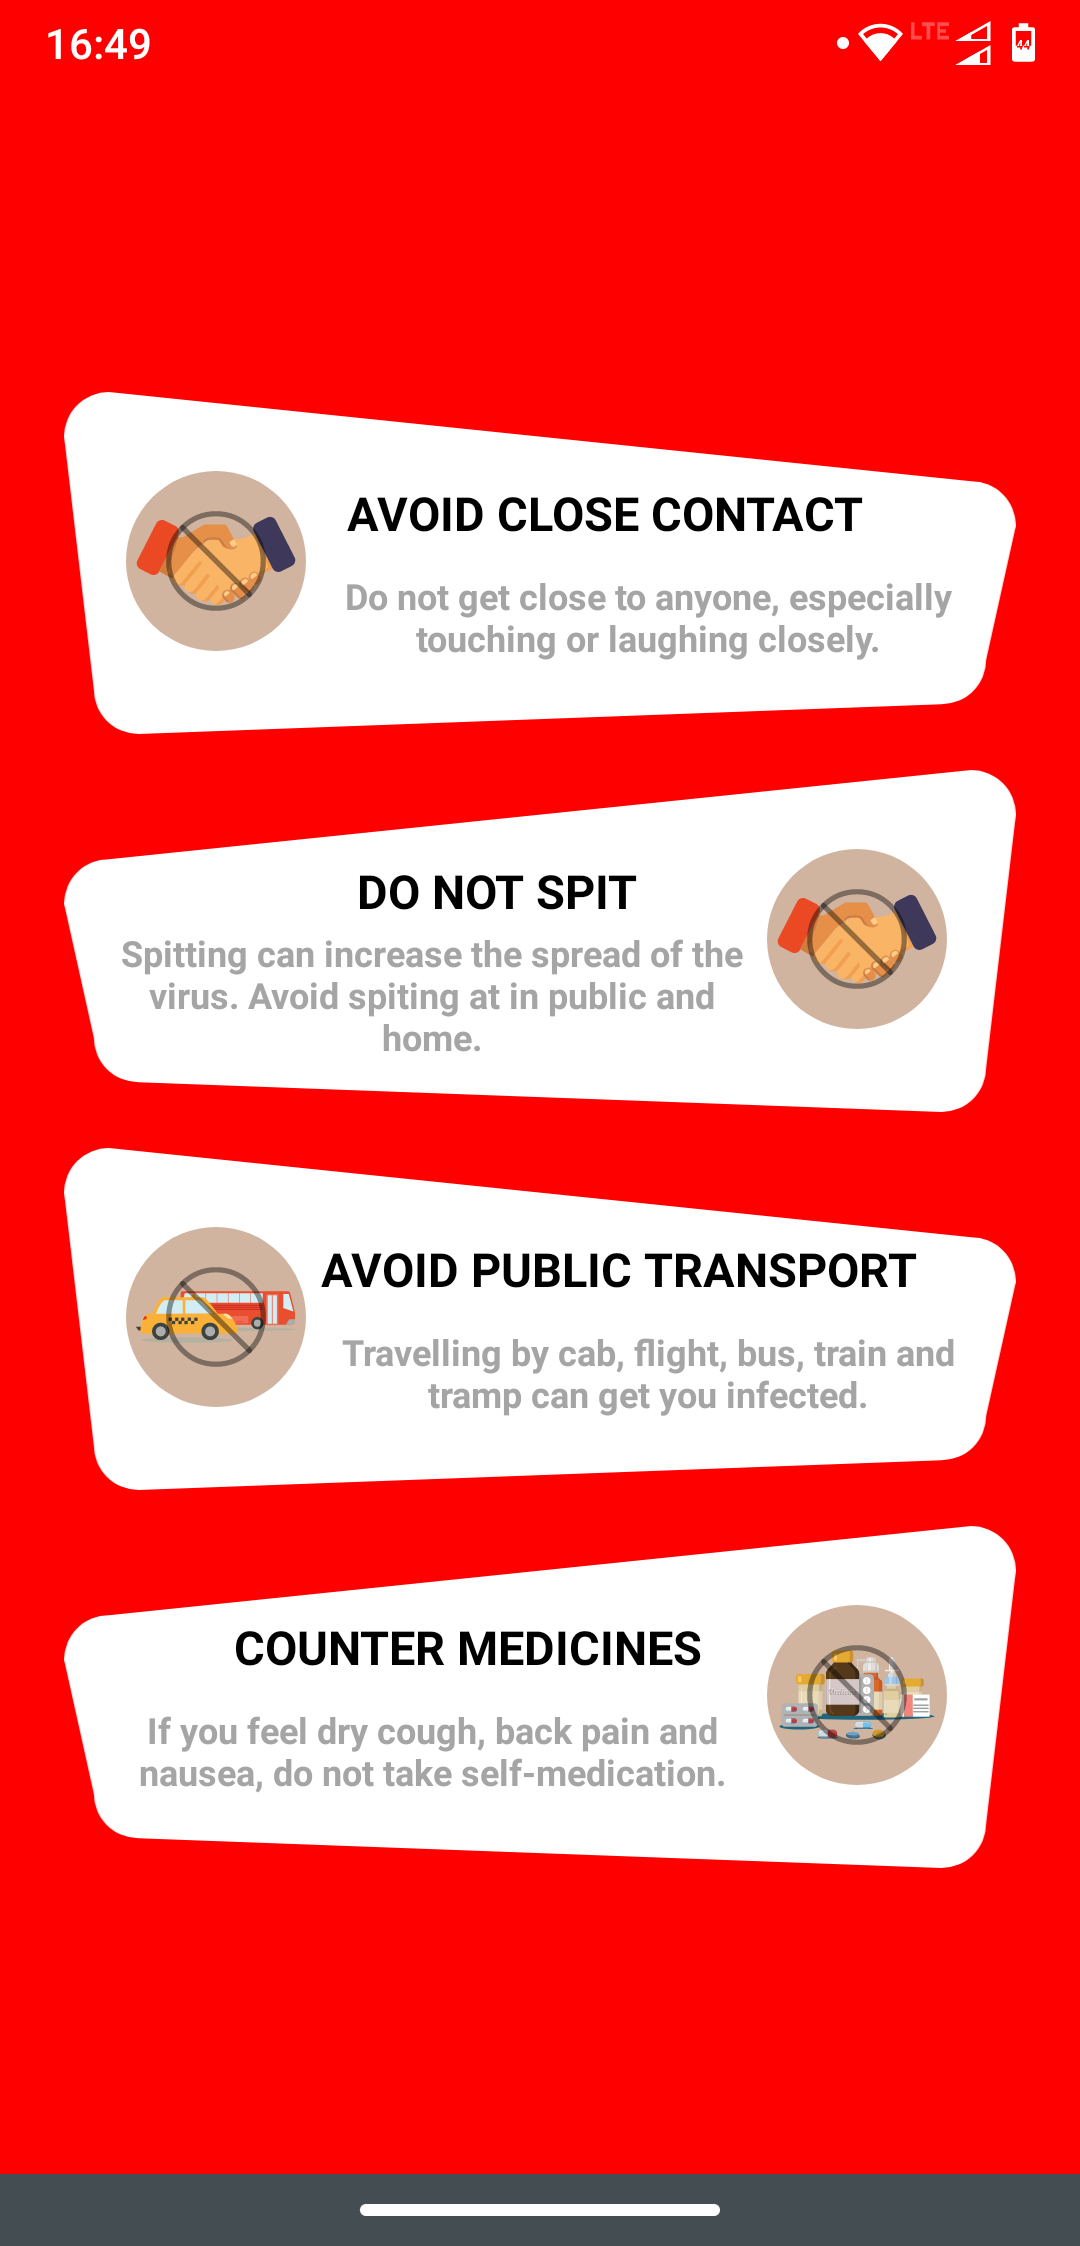 16:49
LTE
44
AVOID CLOSE CONTACT
Do not get close to anyone, especially
touching or laughing closely.
DO NOT SPIT
Spitting can increase the spread of the
virus. Avoid spiting at in public and
home.
AVOID PUBLIC TRANSPORT
Travelling by cab, flight, bus, train and
tramp can get you infected.
COUNTER MEDICINES
If you feel dry cough, back pain and
nausea, do not take self-medication.